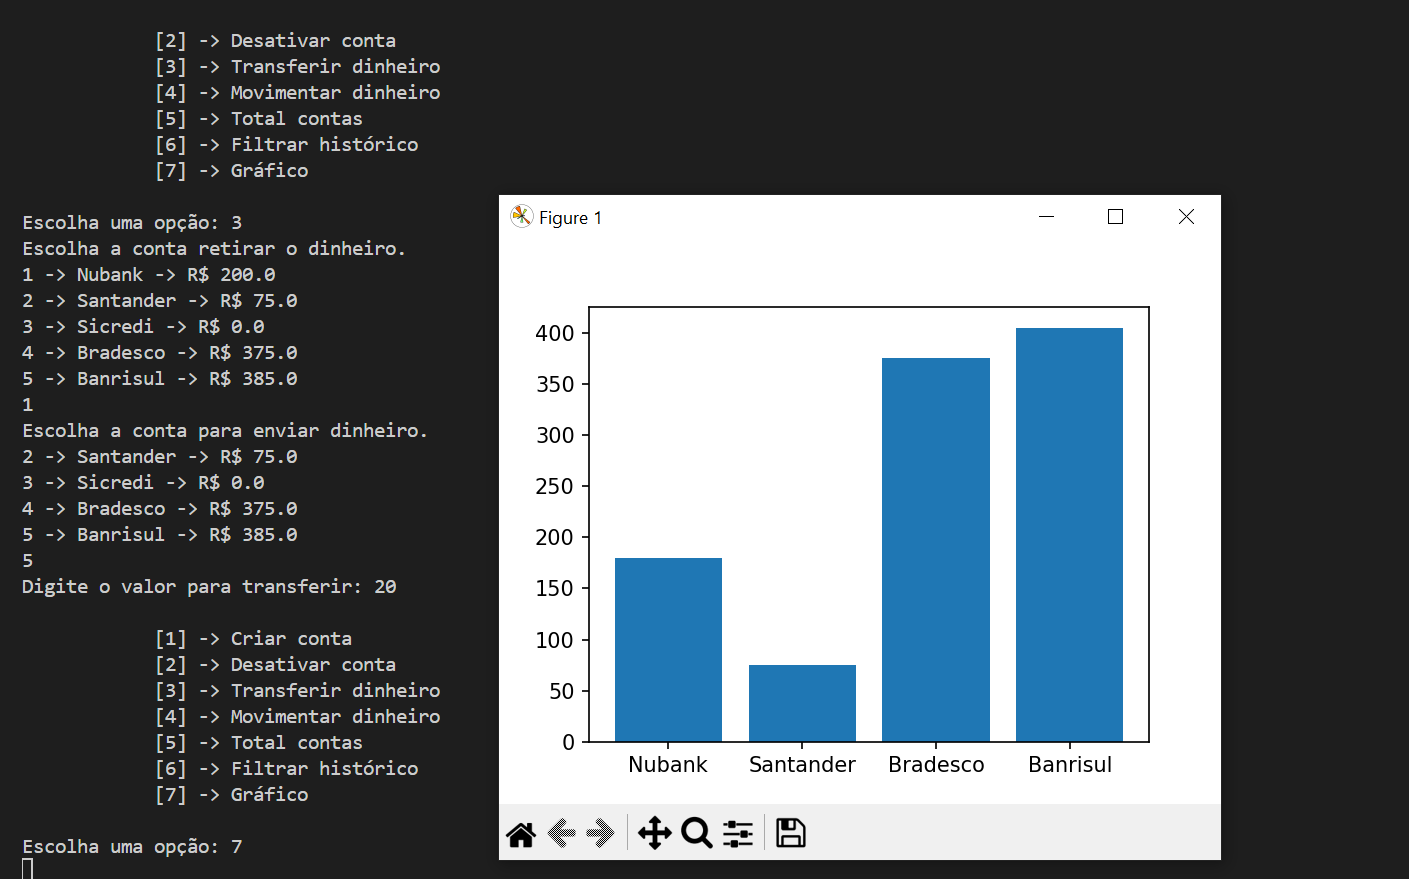 [2] -> Desativar conta
[3] -> Transferir dinheiro
[4] -> Movimentar dinheiro
[5] -> Total contas
[6] -> Filtrar histórico
[7] -> Gráfico
Escolha uma opção: 3
Escolha a conta retirar o dinheiro.
1 -> Nubank -> R$ 200.0
2 -> Santander -> R$ 75.0
3 -> Sicredi -> R$ 0.0
4 -> Bradesco -> R$ 375.0
5 -> Banrisul -> R$ 385.0
1
Escolha a conta para enviar dinheiro.
2 -> Santander -> R$ 75.0
3 -> Sicredi -> R$ 0.0
4 -> Bradesco -> R$ 375.0
5 -> Banrisul -> R$ 385.0
5
Digite o valor para transferir: 20
[1] -> Criar conta
[2] -> Desativar conta
[3] -> Transferir dinheiro
[4] -> Movimentar dinheiro
[5] -> Total contas
[6] -> Filtrar histórico
[7] -> Gráfico
Escolha uma opção: 7
Figure 1
400
350
300
250
200
150
100
50
0
Nubank Santander Bradesco Banrisul